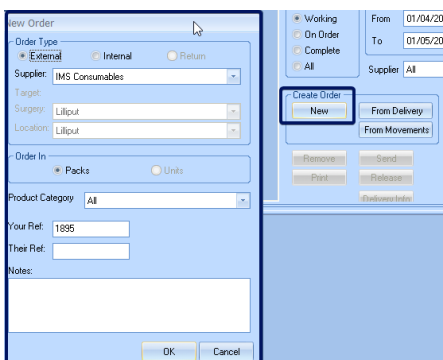 New Order
Order Type
External Internal Return
Supplier: IMS Consumables
Target:
Surgery: Lilliput
Location: Lilliput
Order In
Packs Units
Product Category All
Your Ref: 1895
Their Ref:
Notes:
OK Cancel
Working From 01/04/20
On Order To 01/05/20
Complete
All Supplier All
Create Order
New From Delivery
From Movements
Remove Send
Print Release
Delivery Info